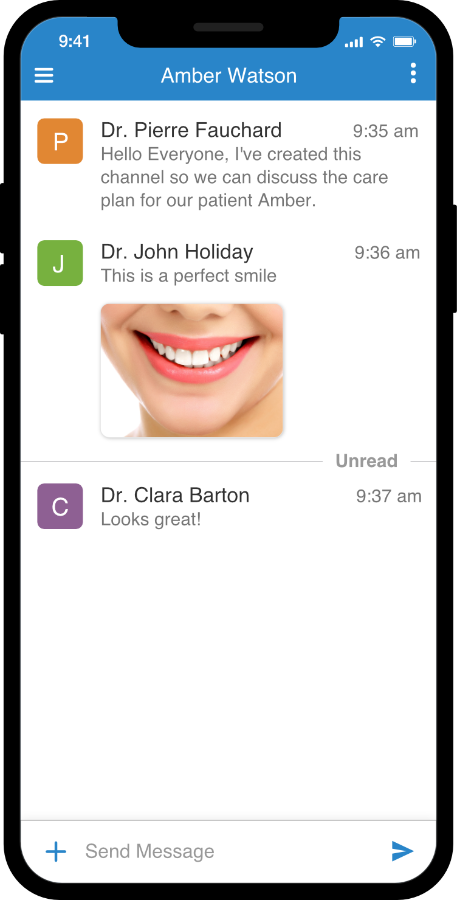 9:41
Amber Watson
P
Dr. Pierre Fauchard 9:35 am
Hello Everyone, I've created this
channel so we can discuss the care
plan for our patient Amber.
J
Dr. John Holiday 9:36 am
This is a perfect smile
Unread
C
Dr. Clara Barton 9:37 am
Looks great!
Send Message